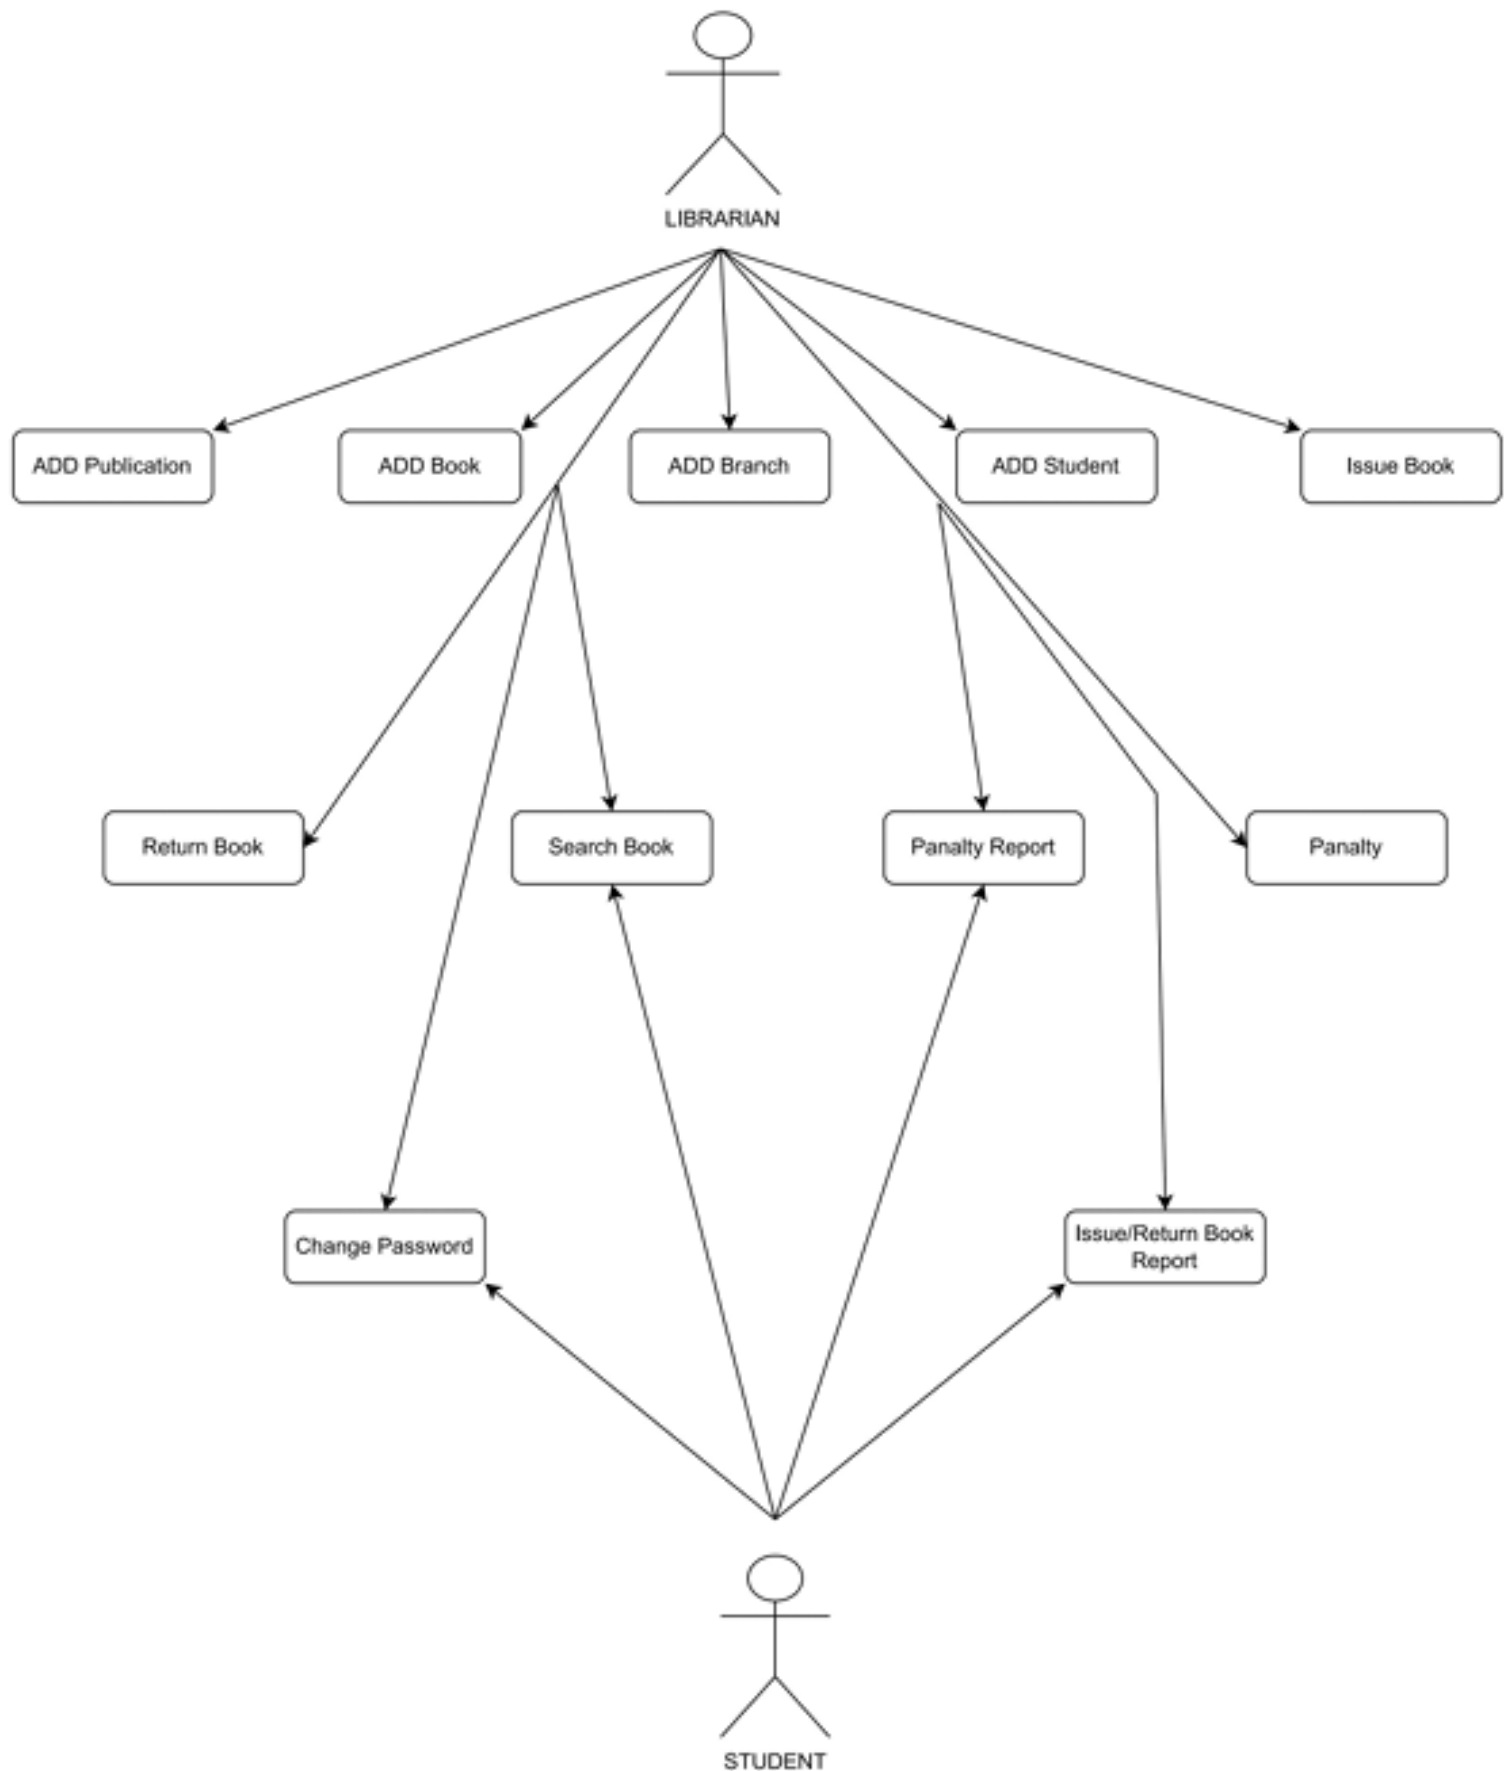 LIBRARIAN
ADD Publication
ADD Book
ADD Branch
ADD Student
Issue Book
Return Book
Search Book
Panalty Report
Panalty
Change Password
Issue/Return Book
Report
STUDENT